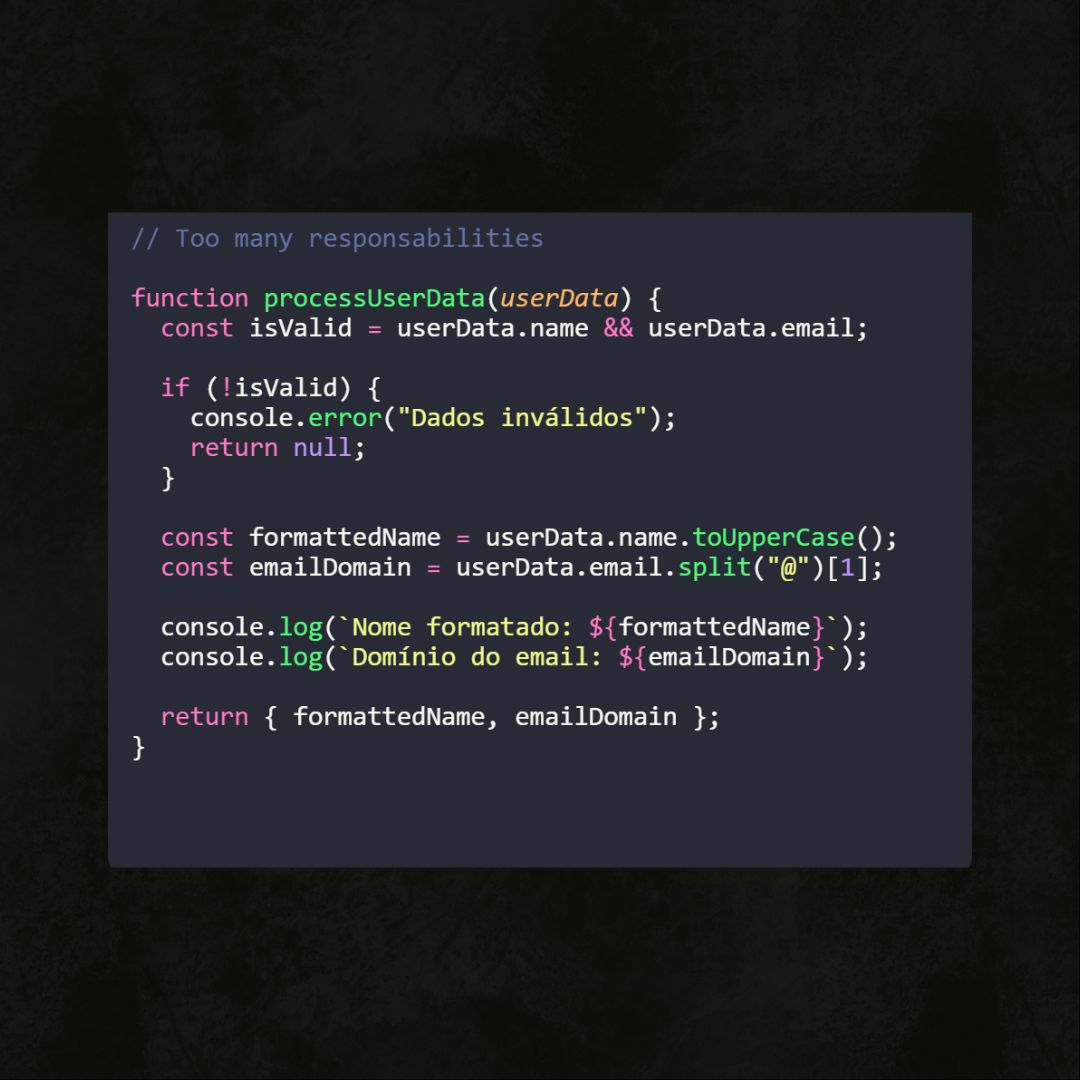 // Too many responsabilities
function processUserData(userData) {
const isValid = userData.name && userData.email;
if (!isValid) {
console.error("Dados inválidos");
return null;
}
const formattedName = userData.name.toUpperCase();
const emailDomain = userData.email.split("@")[1];
console.log(`Nome formatado: ${formattedName}`);
console.log(`Domínio do email: ${emailDomain}`);
return { formattedName, emailDomain };
}